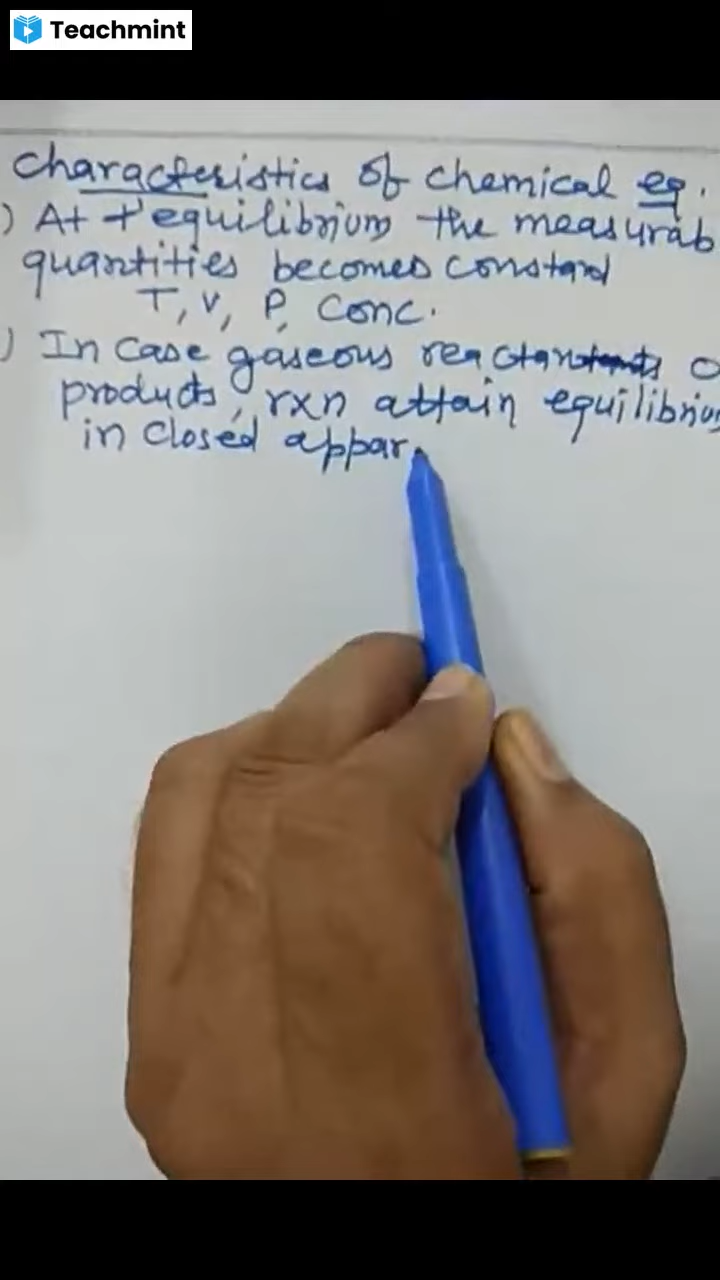 Teachmint
characteristics of chemical eq.
) At + equilibrium the measurab
quantities becomes constant
T, V, P, Conc.
) In case gaseous reactants o
products, rxn attain equilibriu
in closed appar